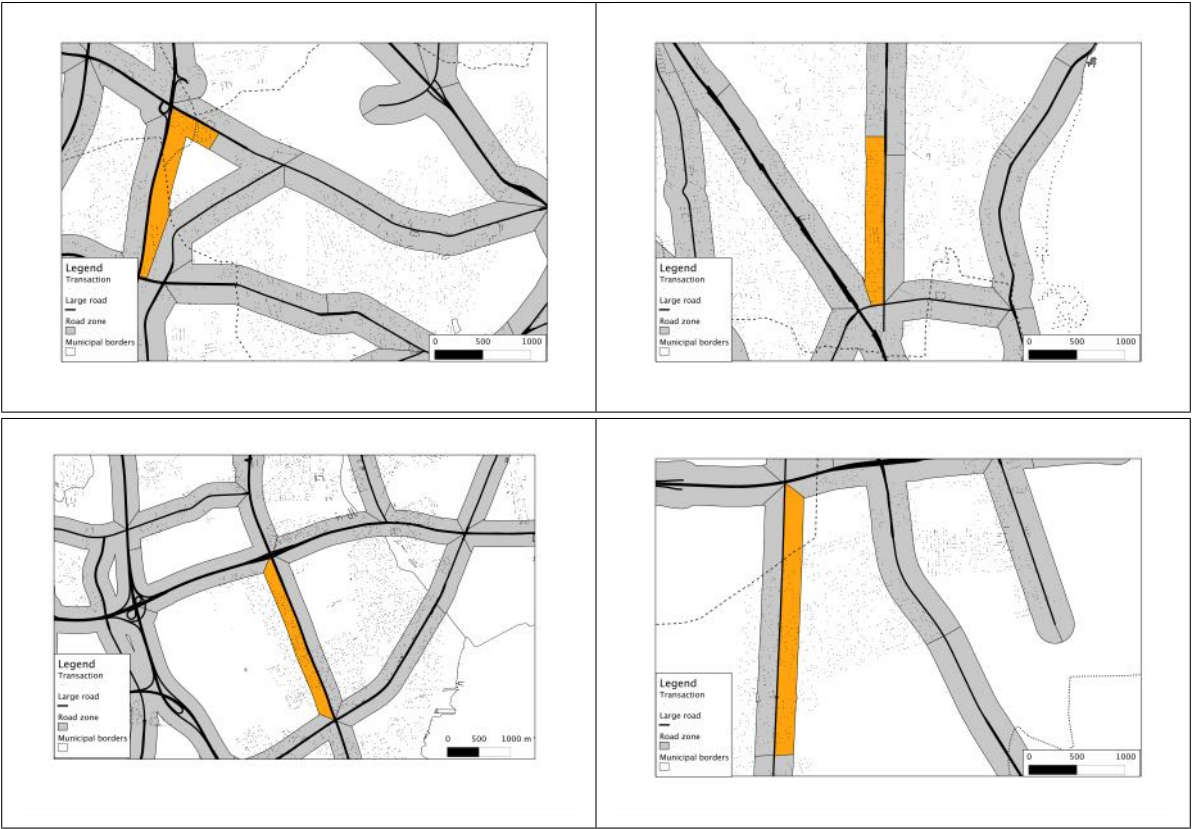 Legend
Transaction
Large road
Road zone
Municipal borders
0 500 1000
Legend
Transaction
Large road
Road zone
Municipal borders
0 500 1000
Legend
Transaction
Large road
Road zone
Municipal borders
0 500 1000 m
Legend
Transaction
Large road
Road zone
Municipal borders
0 500 1000